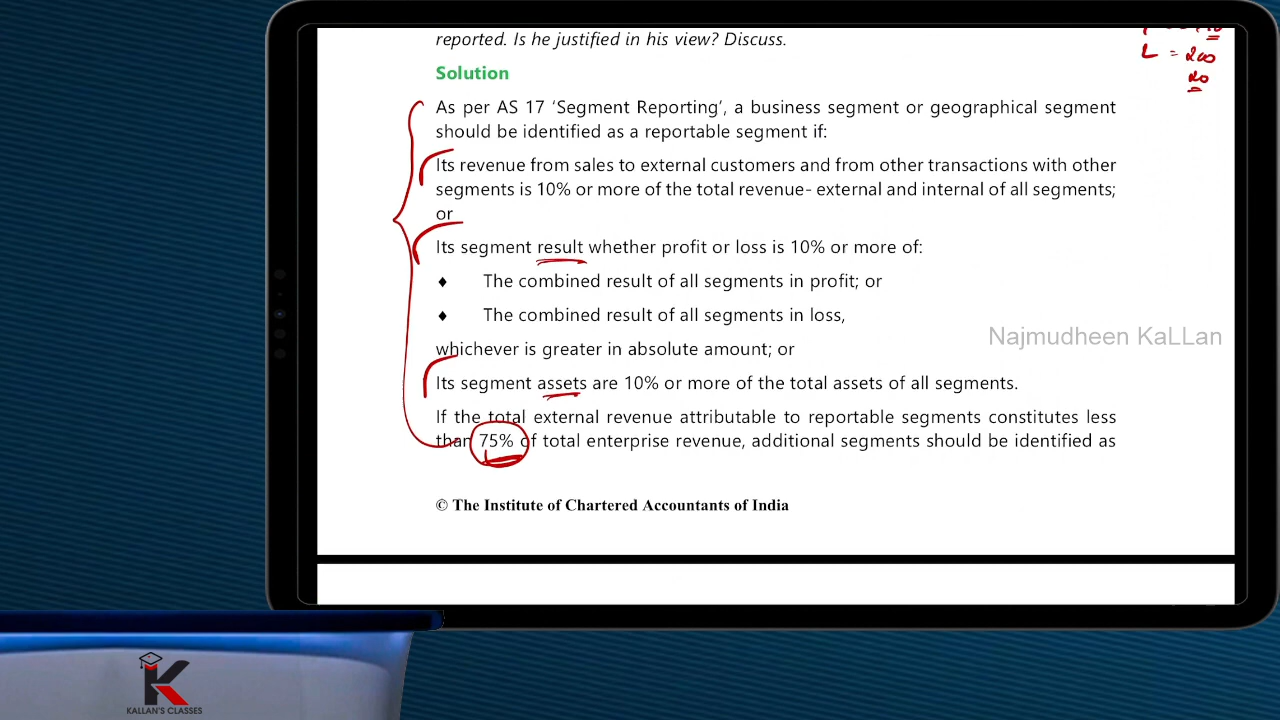 reported. Is he justified in his view? Discuss.
L = 200
20
Solution
As per AS 17 ‘Segment Reporting’, a business segment or geographical segment
should be identified as a reportable segment if:
Its revenue from sales to external customers and from other transactions with other
segments is 10% or more of the total revenue- external and internal of all segments;
or
Its segment result whether profit or loss is 10% or more of:
♦ The combined result of all segments in profit; or
♦ The combined result of all segments in loss,
Najmudheen KaLLan
whichever is greater in absolute amount; or
Its segment assets are 10% or more of the total assets of all segments.
If the total external revenue attributable to reportable segments constitutes less
than 75% of total enterprise revenue, additional segments should be identified as
© The Institute of Chartered Accountants of India
K
KALLAN'S CLASSES